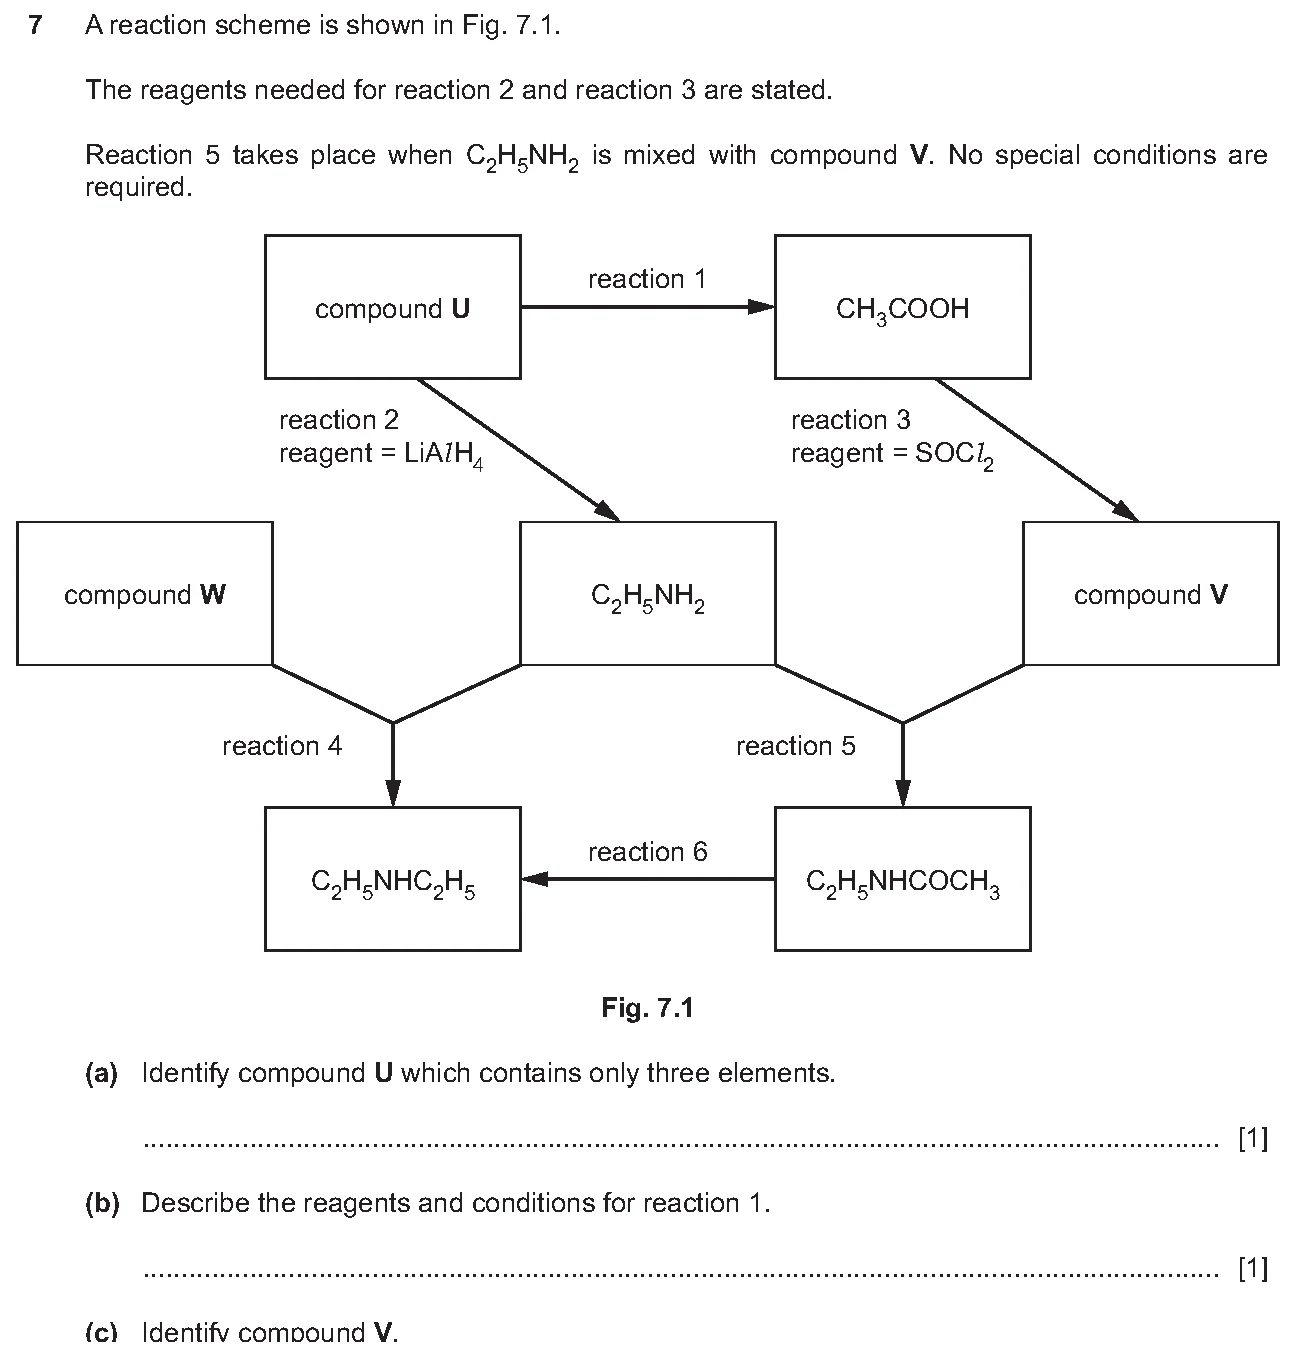 7 A reaction scheme is shown in Fig. 7.1.
The reagents needed for reaction 2 and reaction 3 are stated.
Reaction 5 takes place when C₂H₅NH₂ is mixed with compound V. No special conditions are
required.
compound U
reaction 1
CH₃COOH
reaction 2
reagent = LiAlH₄
reaction 3
reagent = SOCl₂
compound W
C₂H₅NH₂
compound V
reaction 4
reaction 5
C₂H₅NHC₂H₅
reaction 6
C₂H₅NHCOCH₃
Fig. 7.1
(a) Identify compound U which contains only three elements.
.......................................................................................................................................... [1]
(b) Describe the reagents and conditions for reaction 1.
.......................................................................................................................................... [1]
(c) Identify compound V.